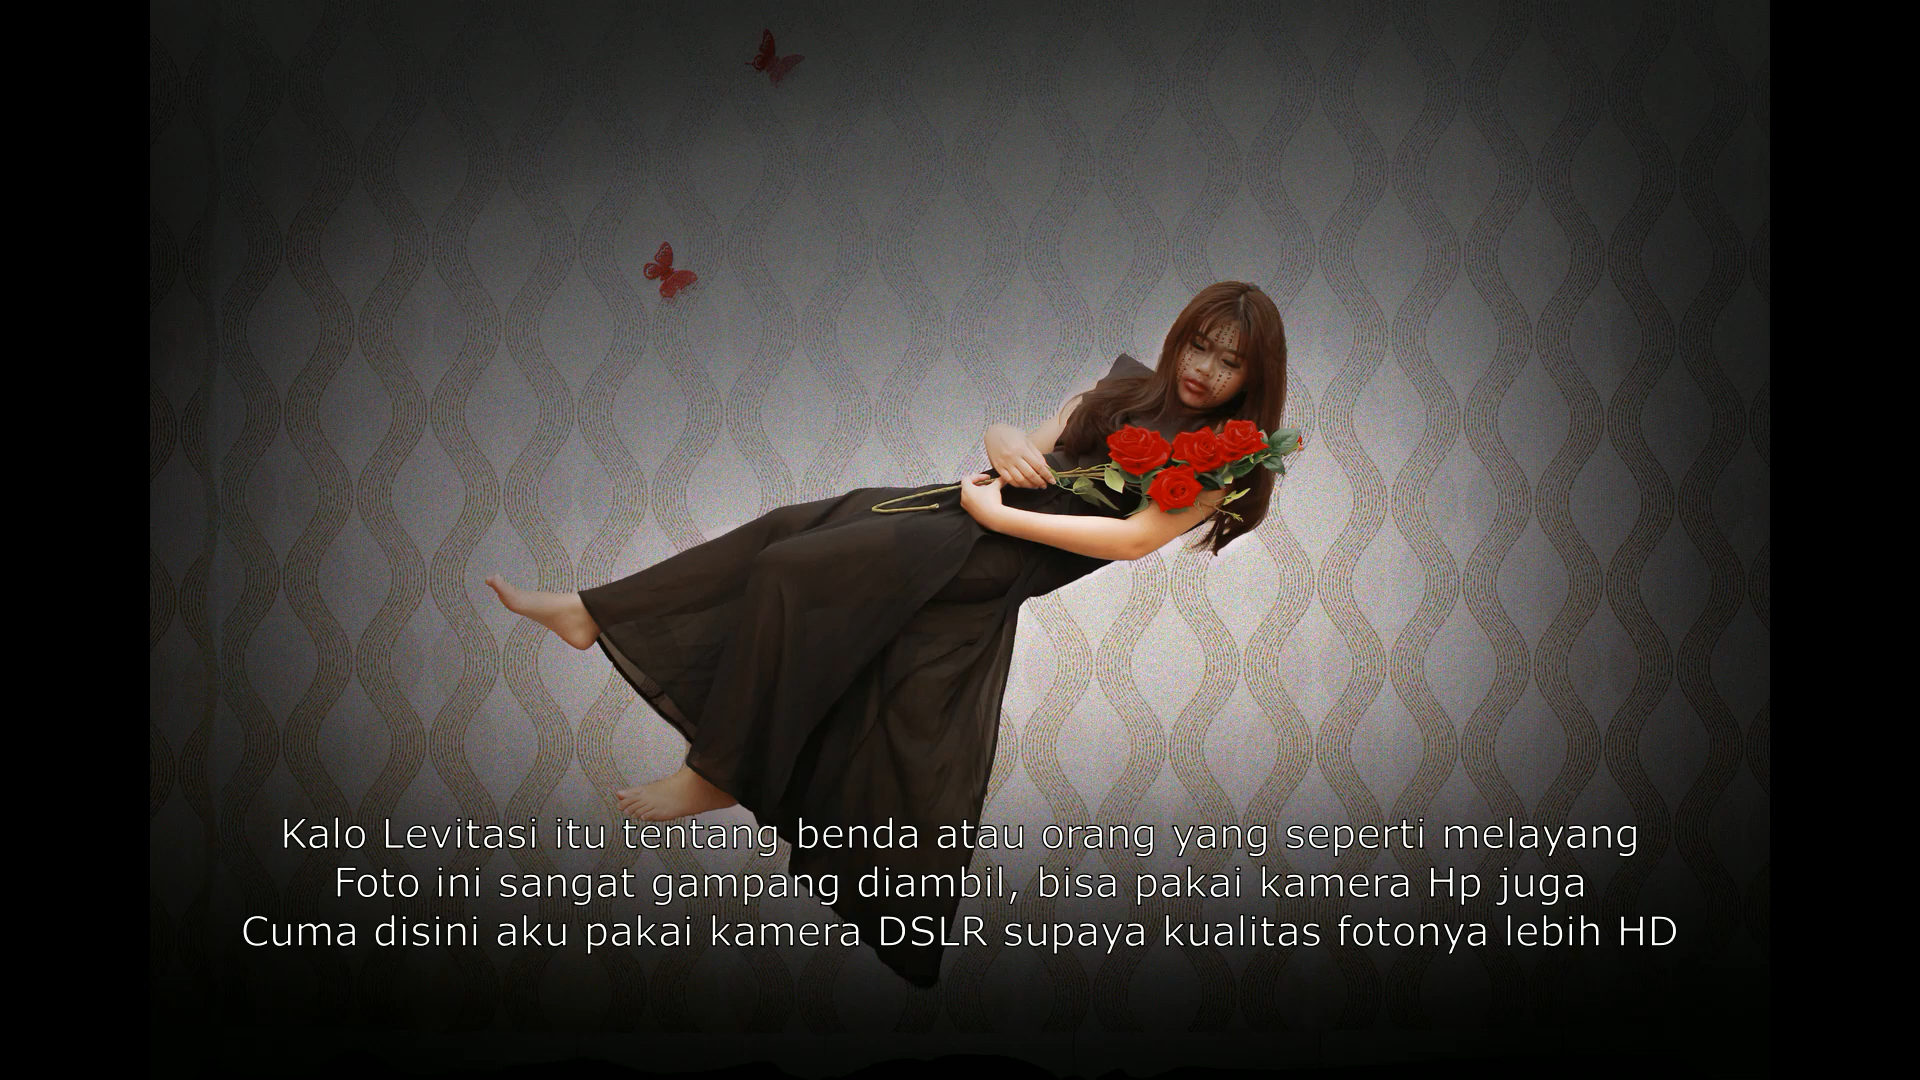 Kalo Levitasi itu tentang benda atau orang yang seperti melayang
Foto ini sangat gampang diambil, bisa pakai kamera Hp juga
Cuma disini aku pakai kamera DSLR supaya kualitas fotonya lebih HD